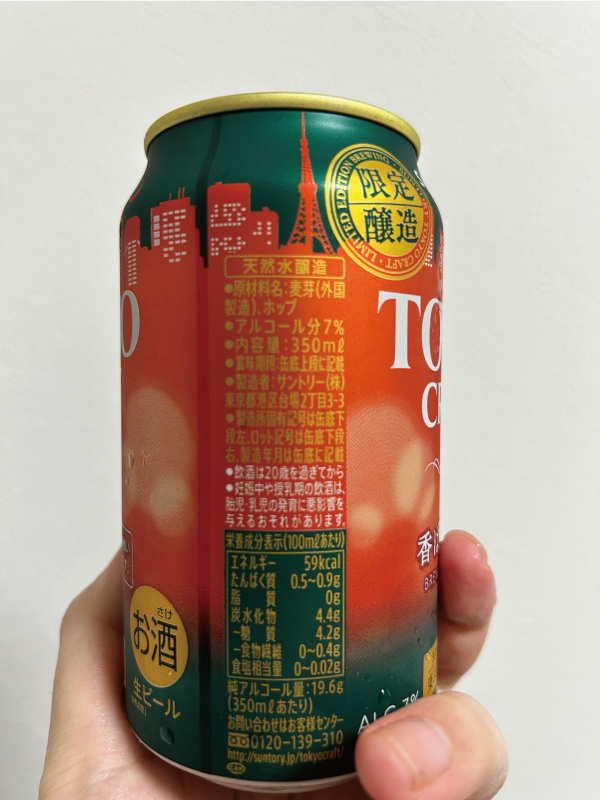 限定
醸造
LIMITED EDITION BREWING
TOKYO CRAFT
天然水醸造
●原材料名:麦芽(外国
製造)、ホップ
●アルコール分7%
●内容量:350mℓ
●賞味期限:缶底上段に記載
●製造者:サントリー(株)
東京都港区台場2丁目3-3
●製造所固有記号は缶底下
段左、ロット記号は缶底下段
右、製造年月は缶底に記載
●飲酒は20歳を過ぎてから
●妊娠中や授乳期の飲酒は、
胎児・乳児の発育に悪影響を
与えるおそれがあります。
栄養成分表示(100mℓあたり)
エネルギー 59kcal
たんぱく質 0.5~0.9g
脂 質 0g
炭水化物 4.4g
-糖 質 4.2g
-食物繊維 0~0.4g
食塩相当量 0~0.02g
純アルコール量:19.6g
(350mℓあたり)
お問い合わせはお客様センター
0120-139-310
http://suntory.jp/tokyocraft/
さけ
お酒
生ビール
ALC.7%